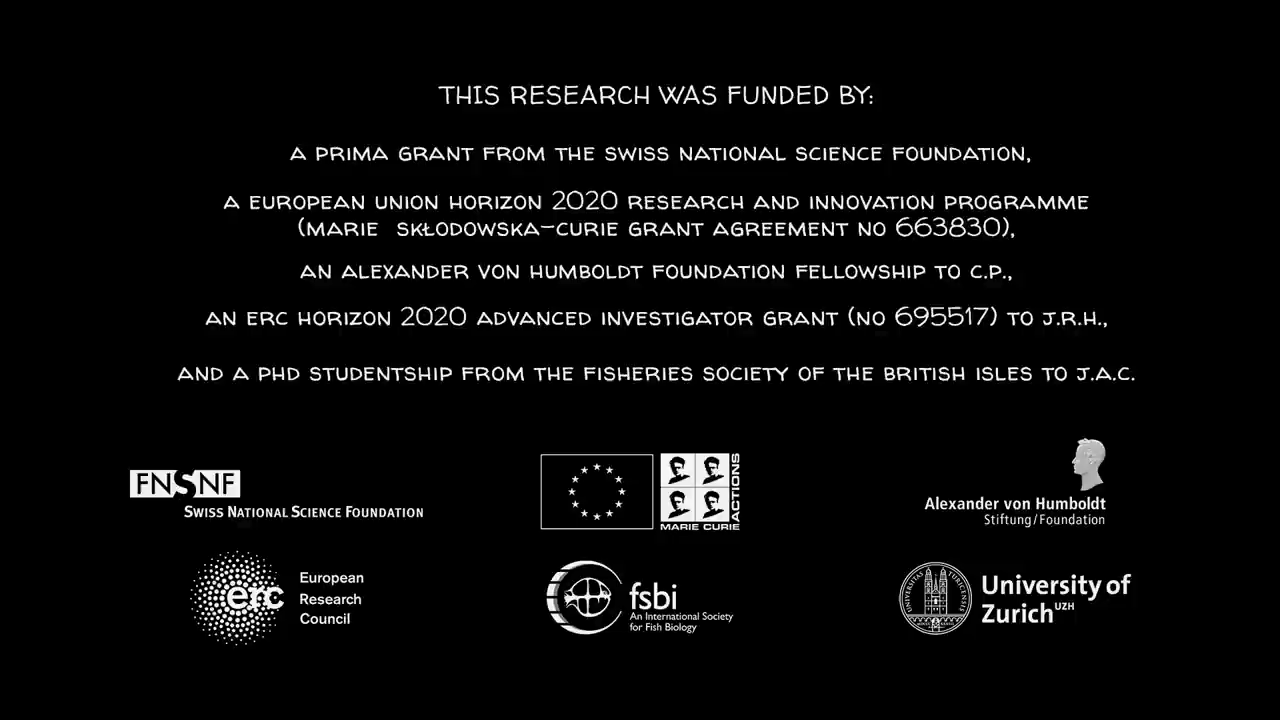 THIS RESEARCH WAS FUNDED BY:
A PRIMA GRANT FROM THE SWISS NATIONAL SCIENCE FOUNDATION,
A EUROPEAN UNION HORIZON 2020 RESEARCH AND INNOVATION PROGRAMME
(MARIE SKŁODOWSKA-CURIE GRANT AGREEMENT NO 663830),
AN ALEXANDER VON HUMBOLDT FOUNDATION FELLOWSHIP TO C.P.,
AN ERC HORIZON 2020 ADVANCED INVESTIGATOR GRANT (NO 695517) TO J.R.H.,
AND A PHD STUDENTSHIP FROM THE FISHERIES SOCIETY OF THE BRITISH ISLES TO J.A.C.
FNSNF
SWISS NATIONAL SCIENCE FOUNDATION
MARIE CURIE
ACTIONS
Alexander von Humboldt
Stiftung/Foundation
erc
European
Research
Council
fsbi
An International Society
for Fish Biology
UNIVERSITAS TURICENSIS
University of
Zurich UZH